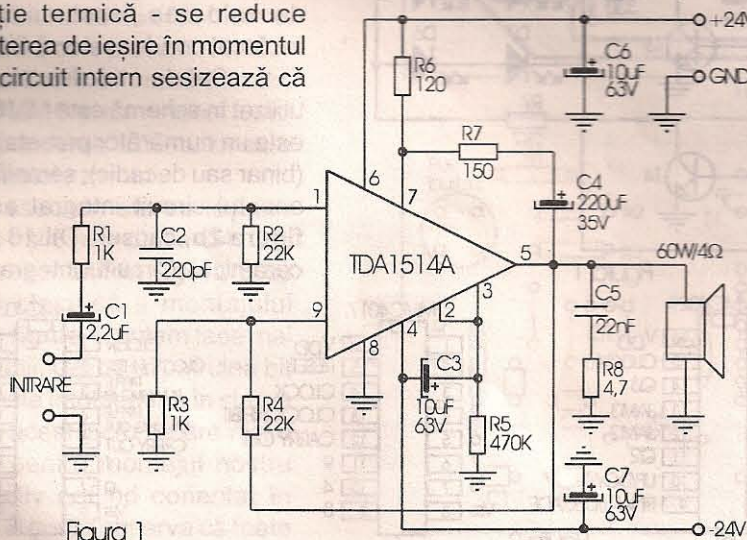 ție termică se reduce
terea de ieșire în momentul
circuit intern sesizează că
+24V
GND
C6
10uF
63V
R6
120
R7
150
C4
220uF
35V
6
7
1
R1
1K
C2
220pF
R2
22K
TDA1514A
5
60W/4Ω
9
3
2
4
8
C1
2,2uF
C5
22nF
INTRARE
R3
1K
R4
22K
C3
10uF
63V
R5
470K
R8
4,7
C7
10uF
63V
-24V
Figura 1